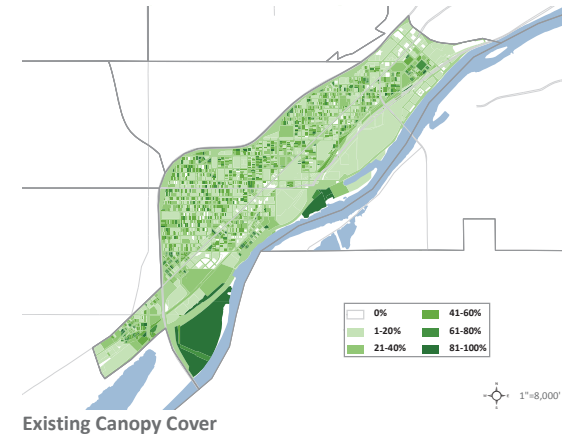 0%
41-60%
1-20%
61-80%
21-40%
81-100%
N
W
E
S
1"=8,000'
Existing Canopy Cover